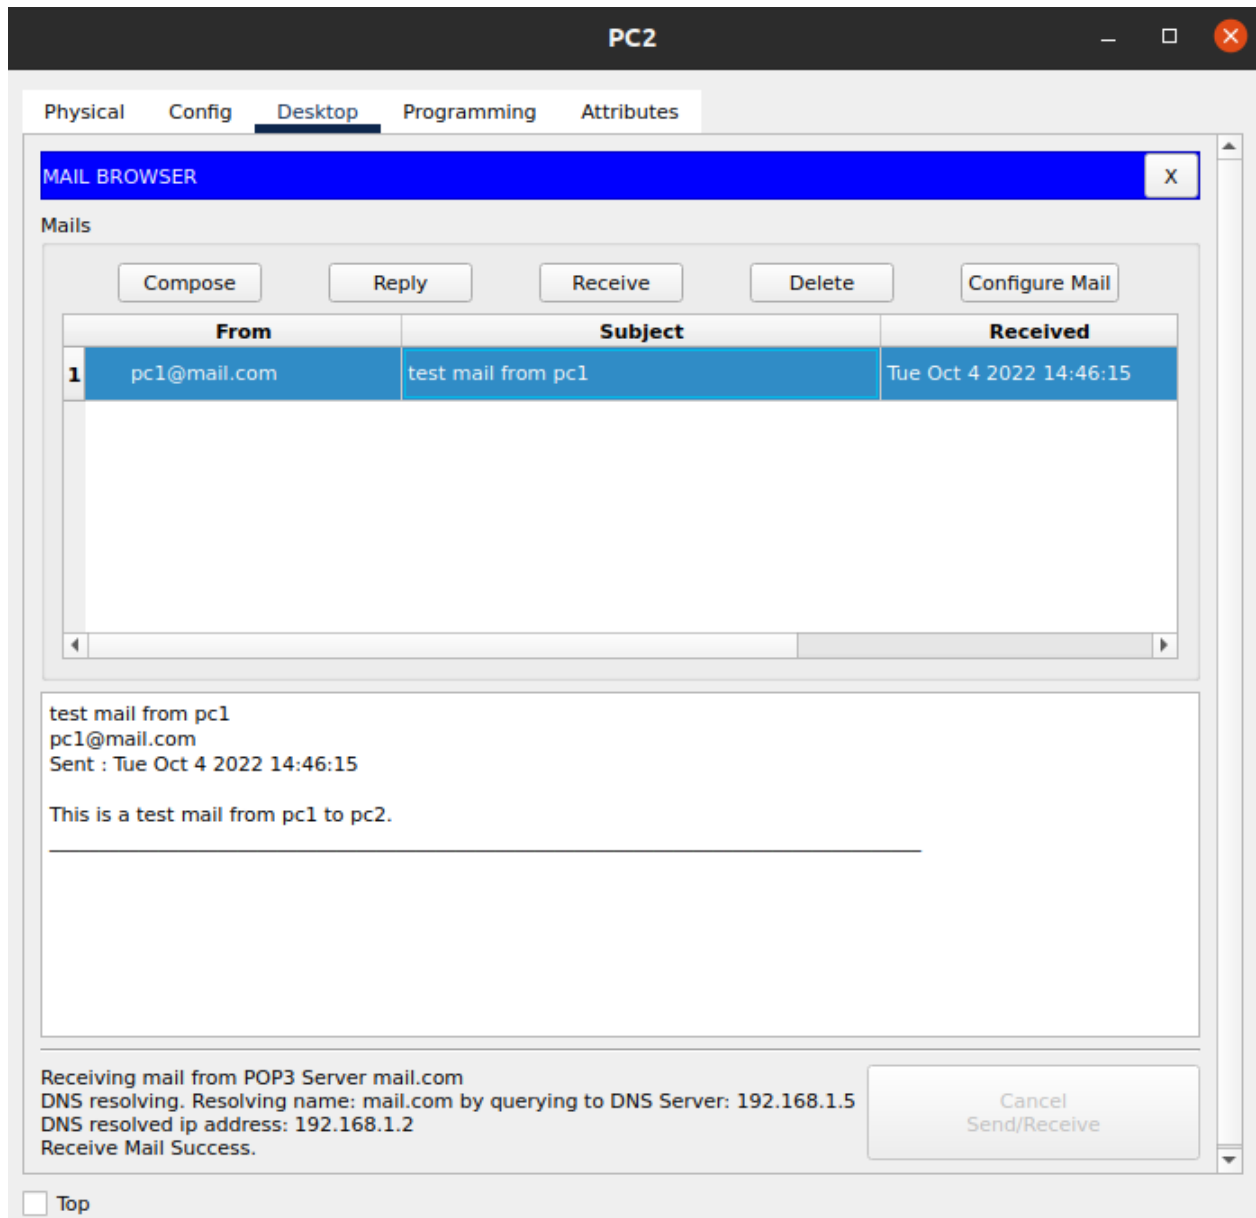 PC2
Physical Config Desktop Programming Attributes
MAIL BROWSER X
Mails
Compose Reply Receive Delete Configure Mail
From Subject Received
1 pc1@mail.com test mail from pc1 Tue Oct 4 2022 14:46:15
test mail from pc1
pc1@mail.com
Sent : Tue Oct 4 2022 14:46:15
This is a test mail from pc1 to pc2.
Receiving mail from POP3 Server mail.com
DNS resolving. Resolving name: mail.com by querying to DNS Server: 192.168.1.5
DNS resolved ip address: 192.168.1.2
Receive Mail Success.
Cancel
Send/Receive
Top